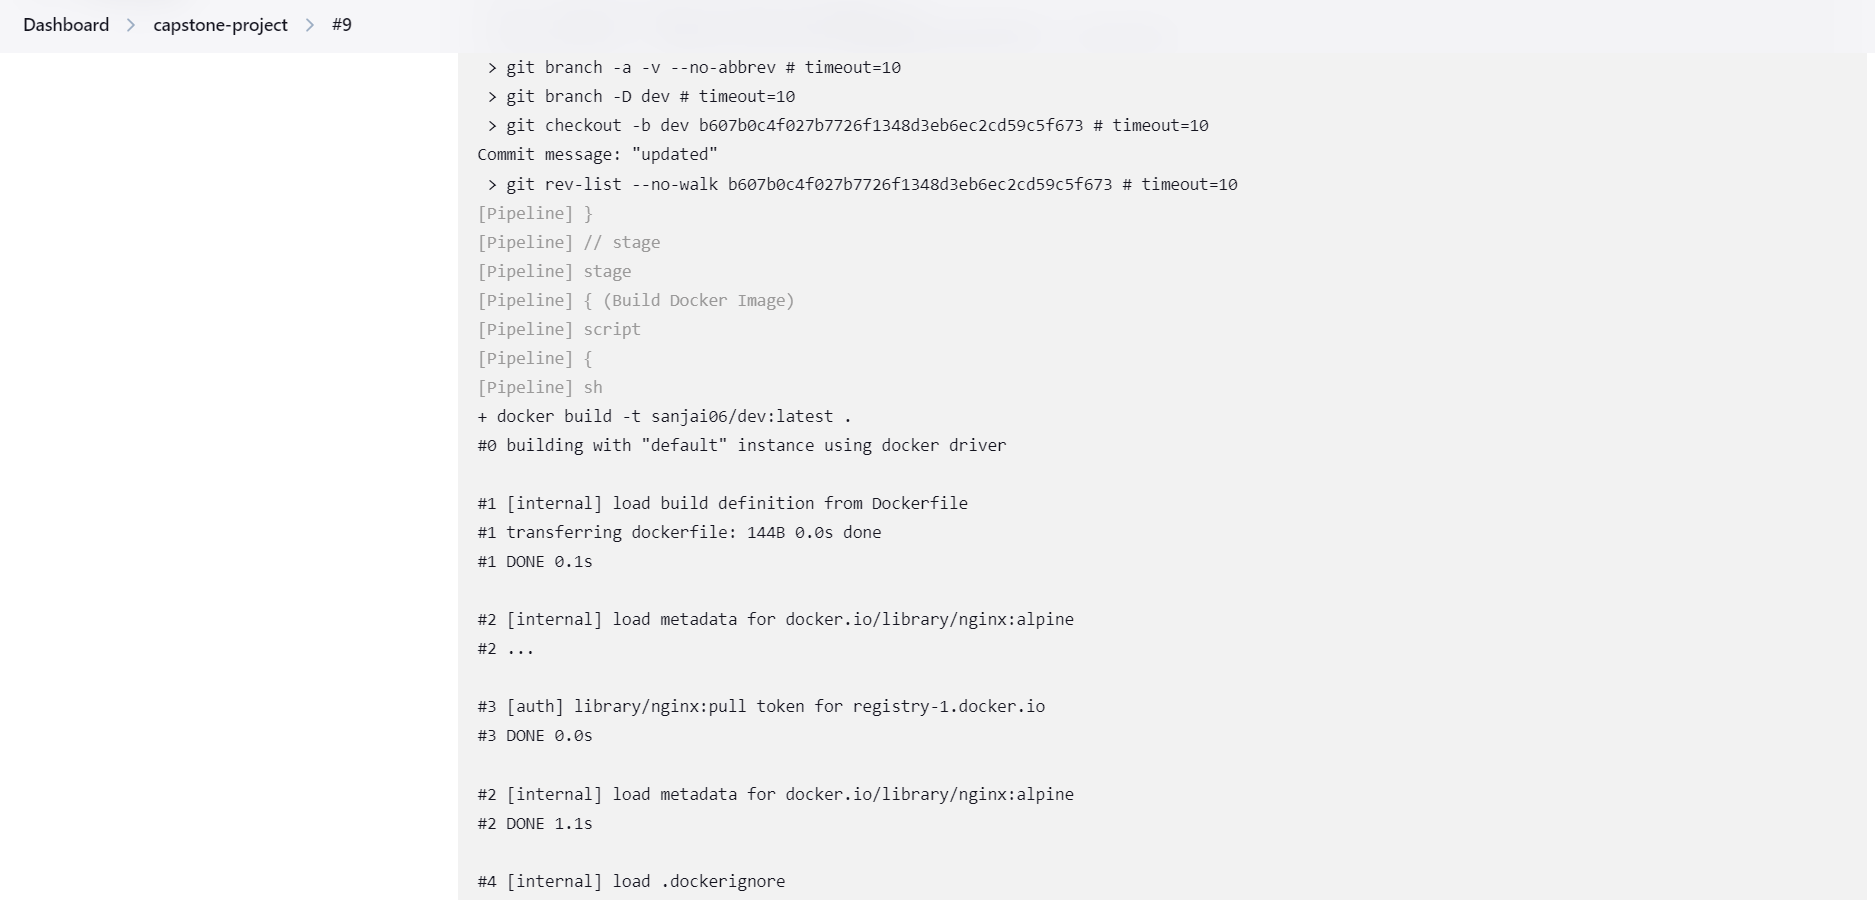 Dashboard > capstone-project > #9
> git branch -a -v --no-abbrev # timeout=10
> git branch -D dev # timeout=10
> git checkout -b dev b607b0c4f027b7726f1348d3eb6ec2cd59c5f673 # timeout=10
Commit message: "updated"
> git rev-list --no-walk b607b0c4f027b7726f1348d3eb6ec2cd59c5f673 # timeout=10
[Pipeline] }
[Pipeline] // stage
[Pipeline] stage
[Pipeline] { (Build Docker Image)
[Pipeline] script
[Pipeline] {
[Pipeline] sh
+ docker build -t sanjai06/dev:latest .
#0 building with "default" instance using docker driver
#1 [internal] load build definition from Dockerfile
#1 transferring dockerfile: 144B 0.0s done
#1 DONE 0.1s
#2 [internal] load metadata for docker.io/library/nginx:alpine
#2 ...
#3 [auth] library/nginx:pull token for registry-1.docker.io
#3 DONE 0.0s
#2 [internal] load metadata for docker.io/library/nginx:alpine
#2 DONE 1.1s
#4 [internal] load .dockerignore